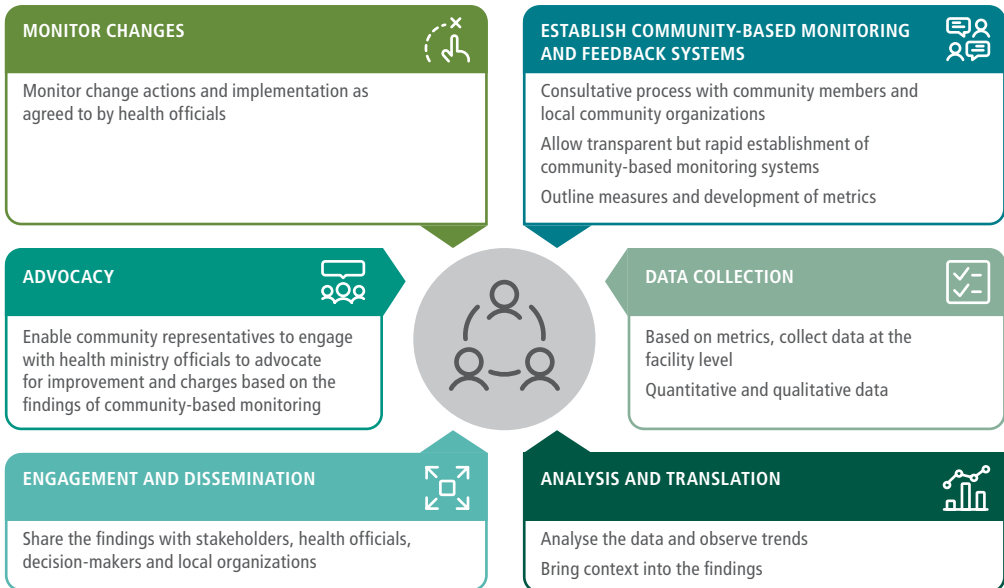 MONITOR CHANGES
Monitor change actions and implementation as
agreed to by health officials
ESTABLISH COMMUNITY-BASED MONITORING
AND FEEDBACK SYSTEMS
Consultative process with community members and
local community organizations
Allow transparent but rapid establishment of
community-based monitoring systems
Outline measures and development of metrics
ADVOCACY
Enable community representatives to engage
with health ministry officials to advocate
for improvement and charges based on the
findings of community-based monitoring
DATA COLLECTION
Based on metrics, collect data at the
facility level
Quantitative and qualitative data
ENGAGEMENT AND DISSEMINATION
Share the findings with stakeholders, health officials,
decision-makers and local organizations
ANALYSIS AND TRANSLATION
Analyse the data and observe trends
Bring context into the findings